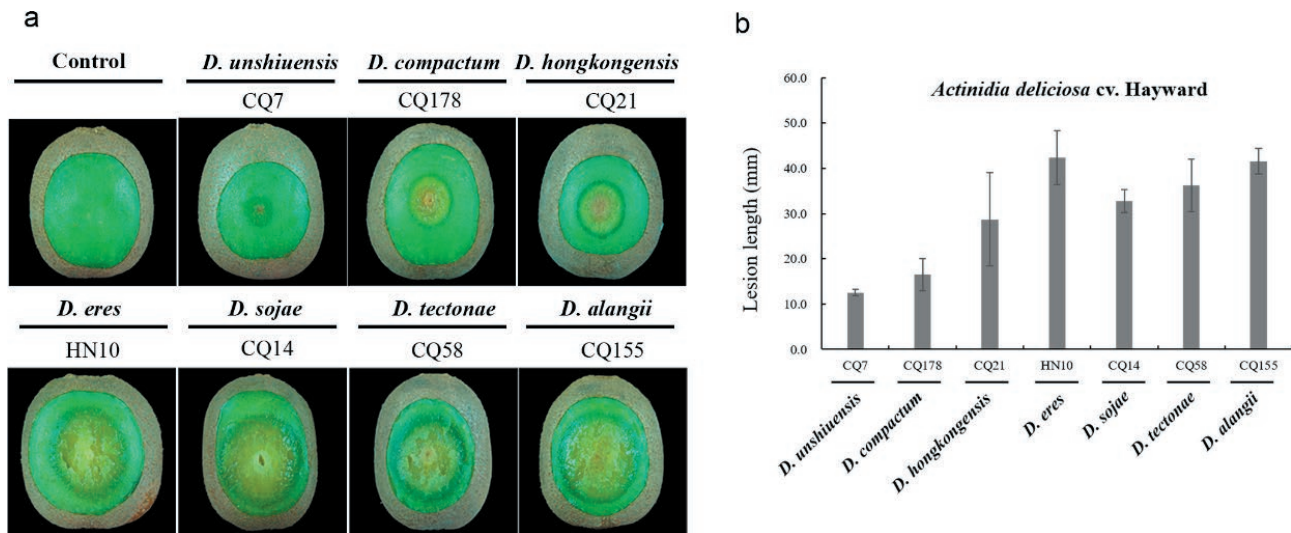 a
Control D. unshiuensis D. compactum D. hongkongensis
CQ7 CQ178 CQ21
D. eres D. sojae D. tectonae D. alangii
HN10 CQ14 CQ58 CQ155
b
Actinidia deliciosa cv. Hayward
Lesion length (mm)
60.0
50.0
40.0
30.0
20.0
10.0
0.0
CQ7 CQ178 CQ21 HN10 CQ14 CQ58 CQ155
D. unshiuensis
D. compactum
D. hongkongensis
D. eres
D. sojae
D. tectonae
D. alangii